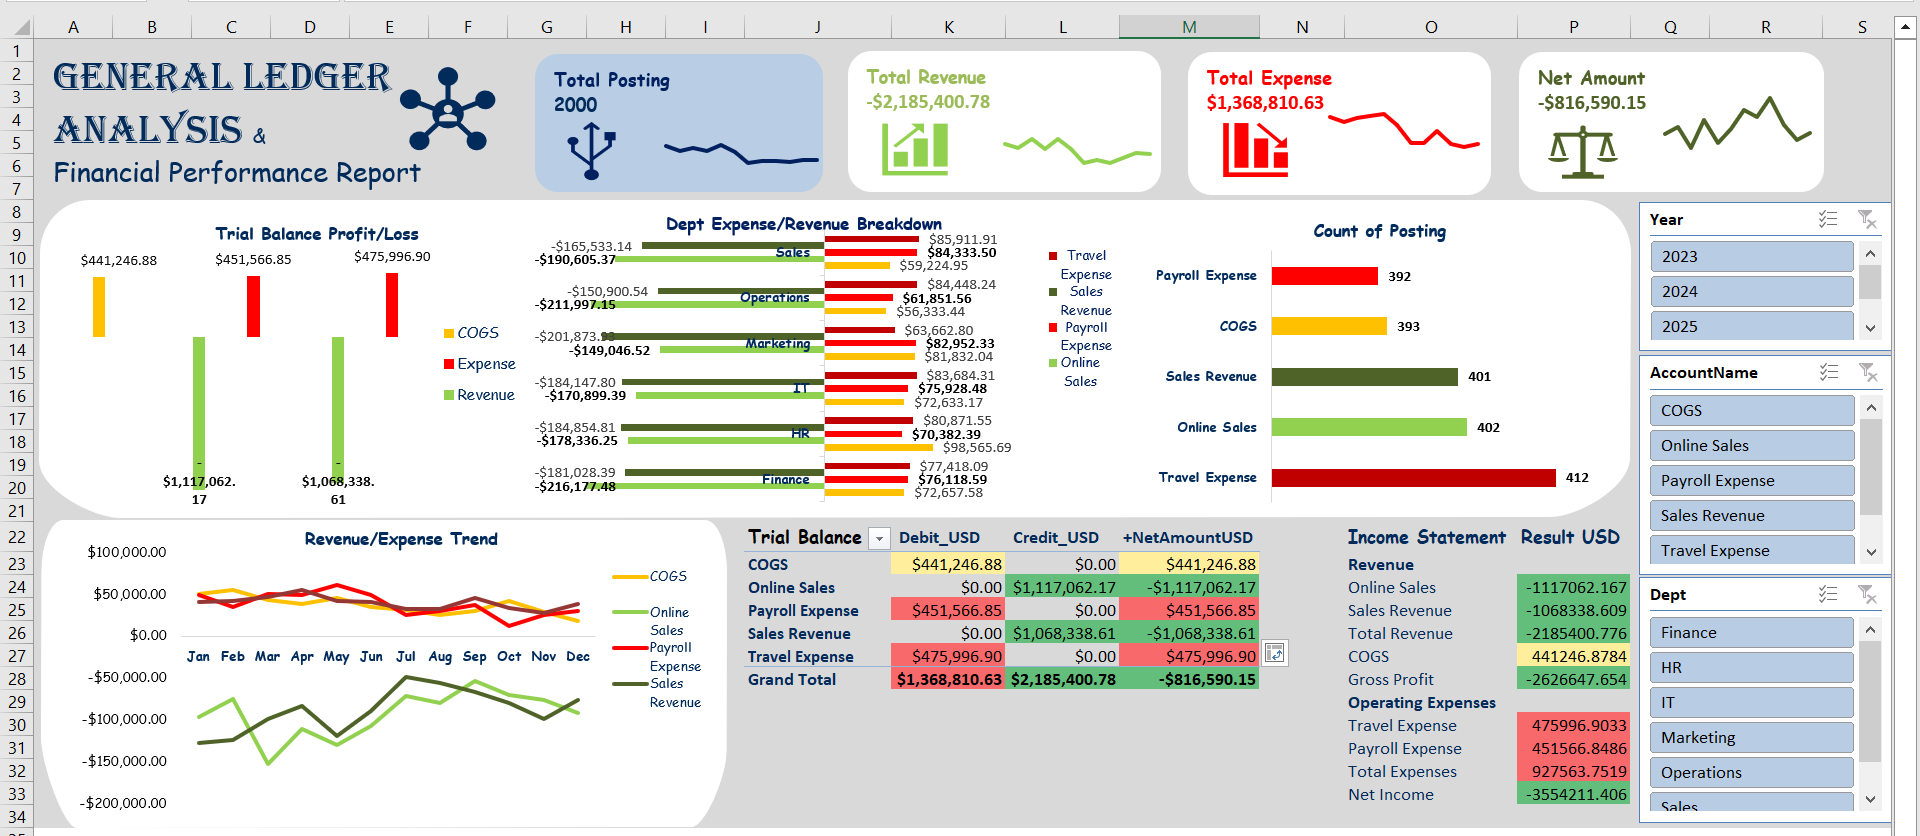 A B C D E F G H I J K L M N O P Q R S
1
2
3
4
5
6
7
8
9
10
11
12
13
14
15
16
17
18
19
20
21
22
23
24
25
26
27
28
29
30
31
32
33
34
GENERAL LEDGER
ANALYSIS &
Financial Performance Report
Total Posting
2000
Total Revenue
-$2,185,400.78
Total Expense
$1,368,810.63
Net Amount
-$816,590.15
Trial Balance Profit/Loss
$441,246.88
$451,566.85
$475,996.90
-
$1,117,062.
17
-
$1,068,338.
61
COGS
Expense
Revenue
Dept Expense/Revenue Breakdown
-$165,533.14
-$190,605.37
Sales
$85,911.91
$84,333.50
$59,224.95
-$150,900.54
-$211,997.15
Operations
$84,448.24
$61,851.56
$56,333.44
-$201,873.
-$149,046.52
Marketing
$63,662.80
$82,952.33
$81,832.04
-$184,147.80
-$170,899.39
IT
$83,684.31
$75,928.48
$72,633.17
-$184,854.81
-$178,336.25
HR
$80,871.55
$70,382.39
$98,565.69
-$181,028.39
-$216,177.48
Finance
$77,418.09
$76,118.59
$72,657.58
Travel
Expense
Sales
Revenue
Payroll
Expense
Online
Sales
Count of Posting
Payroll Expense 392
COGS 393
Sales Revenue 401
Online Sales 402
Travel Expense 412
Year
2023
2024
2025
AccountName
COGS
Online Sales
Payroll Expense
Sales Revenue
Travel Expense
Dept
Finance
HR
IT
Marketing
Operations
Sales
Revenue/Expense Trend
$100,000.00
$50,000.00
$0.00
Jan Feb Mar Apr May Jun Jul Aug Sep Oct Nov Dec
-$50,000.00
-$100,000.00
-$150,000.00
-$200,000.00
COGS
Online
Sales
Payroll
Expense
Sales
Revenue
Trial Balance Debit_USD Credit_USD +NetAmountUSD
COGS $441,246.88 $0.00 $441,246.88
Online Sales $0.00 $1,117,062.17 -$1,117,062.17
Payroll Expense $451,566.85 $0.00 $451,566.85
Sales Revenue $0.00 $1,068,338.61 -$1,068,338.61
Travel Expense $475,996.90 $0.00 $475,996.90
Grand Total $1,368,810.63 $2,185,400.78 -$816,590.15
Income Statement Result USD
Revenue
Online Sales -1117062.167
Sales Revenue -1068338.609
Total Revenue -2185400.776
COGS 441246.8784
Gross Profit -2626647.654
Operating Expenses
Travel Expense 475996.9033
Payroll Expense 451566.8486
Total Expenses 927563.7519
Net Income -3554211.406